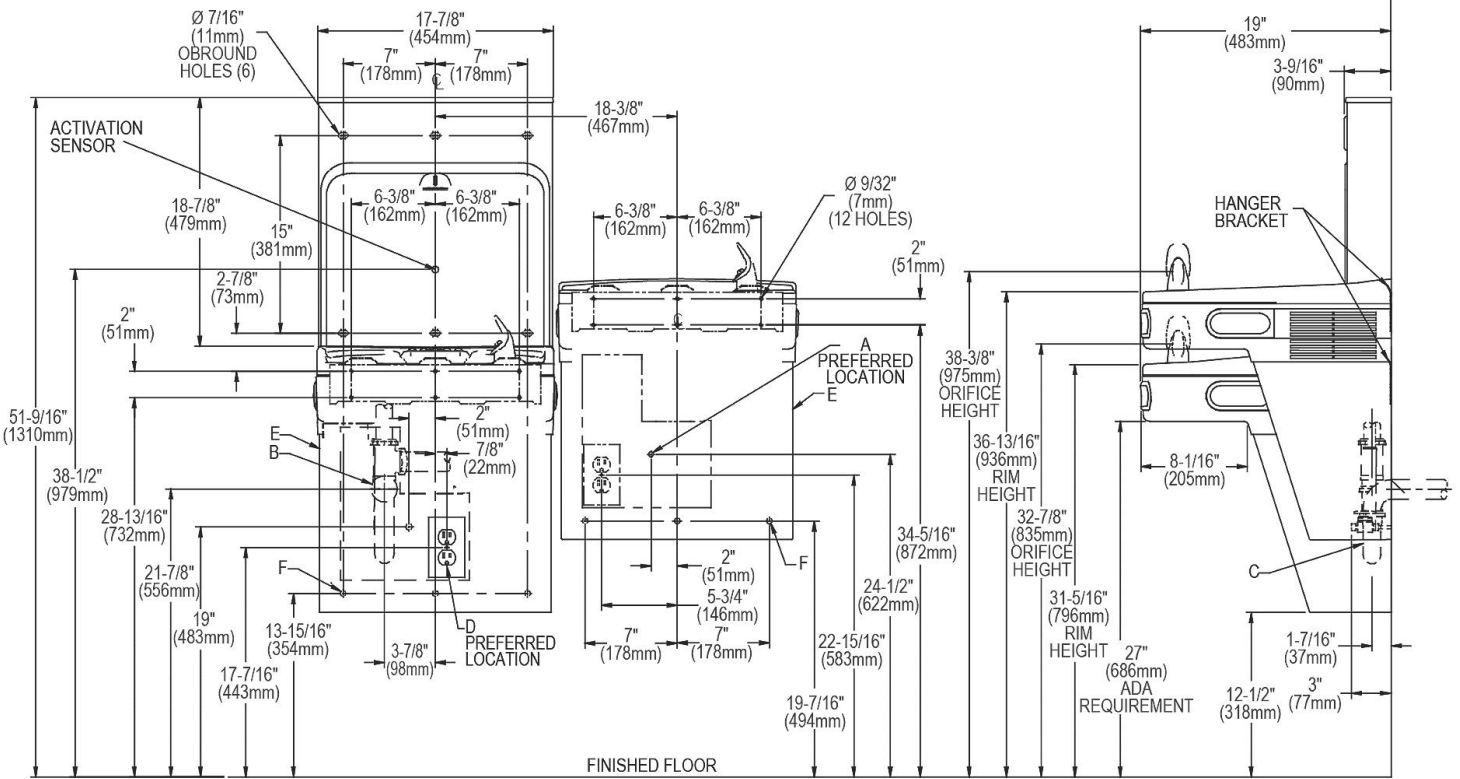 Ø 7/16"
(11mm)
OBROUND
HOLES (6)
17-7/8"
(454mm)
7"
(178mm)
7"
(178mm)
℄
18-3/8"
(467mm)
19"
(483mm)
3-9/16"
(90mm)
ACTIVATION
SENSOR
18-7/8"
(479mm)
15"
(381mm)
2-7/8"
(73mm)
2"
(51mm)
6-3/8"
(162mm)
6-3/8"
(162mm)
6-3/8"
(162mm)
6-3/8"
(162mm)
Ø 9/32"
(7mm)
(12 HOLES)
2"
(51mm)
HANGER
BRACKET
℄
A
PREFERRED
LOCATION
E
51-9/16"
(1310mm)
38-1/2"
(979mm)
E
B
2"
(51mm)
7/8"
(22mm)
28-13/16"
(732mm)
21-7/8"
(556mm)
19"
(483mm)
17-7/16"
(443mm)
F
13-15/16"
(354mm)
3-7/8"
(98mm)
D
PREFERRED
LOCATION
F
2"
(51mm)
5-3/4"
(146mm)
7"
(178mm)
7"
(178mm)
34-5/16"
(872mm)
24-1/2"
(622mm)
22-15/16"
(583mm)
19-7/16"
(494mm)
38-3/8"
(975mm)
ORIFICE
HEIGHT
36-13/16"
(936mm)
RIM
HEIGHT
32-7/8"
(835mm)
ORIFICE
HEIGHT
31-5/16"
(796mm)
RIM
HEIGHT
27"
(686mm)
ADA
REQUIREMENT
8-1/16"
(205mm)
C
12-1/2"
(318mm)
1-7/16"
(37mm)
3"
(77mm)
FINISHED FLOOR